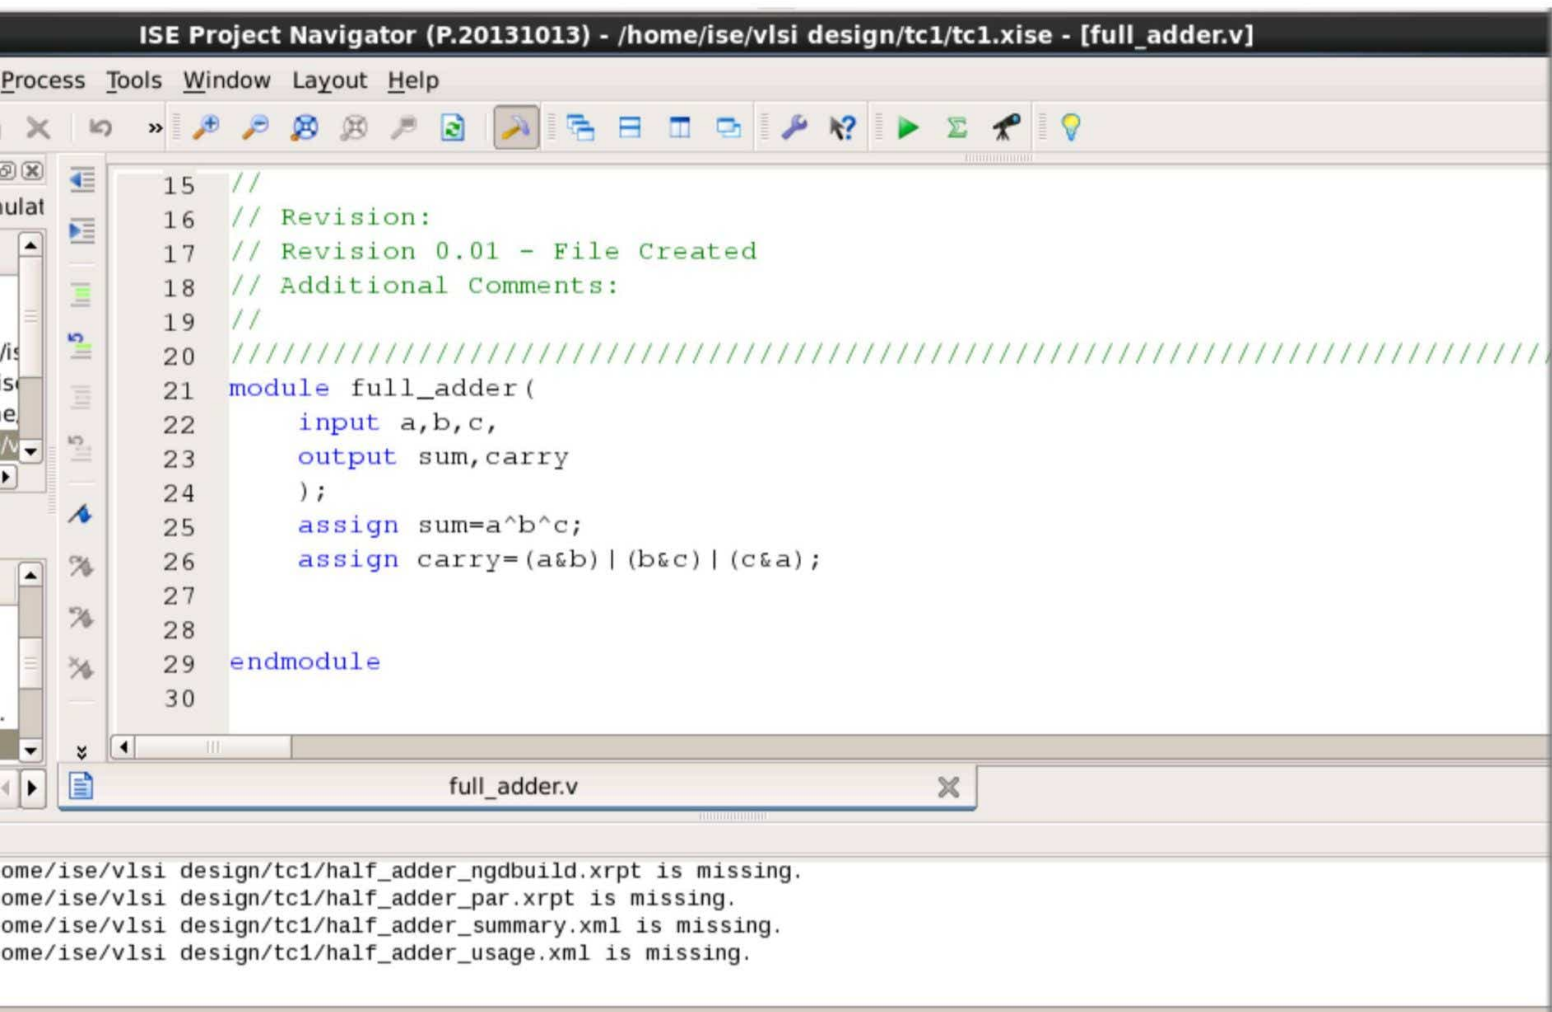 ISE Project Navigator (P.20131013) - /home/ise/vlsi design/tc1/tc1.xise - [full_adder.v]
Process Tools Window Layout Help
»
ulat
15 //
16 // Revision:
17 // Revision 0.01 - File Created
18 // Additional Comments:
19 //
20 //////////////////////////////////////////////////////////////////////////////
21 module full_adder(
22 input a,b,c,
23 output sum,carry
24 );
25 assign sum=a^b^c;
26 assign carry=(a&b)|(b&c)|(c&a);
27
28
29 endmodule
30
full_adder.v
ome/ise/vlsi design/tc1/half_adder_ngdbuild.xrpt is missing.
ome/ise/vlsi design/tc1/half_adder_par.xrpt is missing.
ome/ise/vlsi design/tc1/half_adder_summary.xml is missing.
ome/ise/vlsi design/tc1/half_adder_usage.xml is missing.